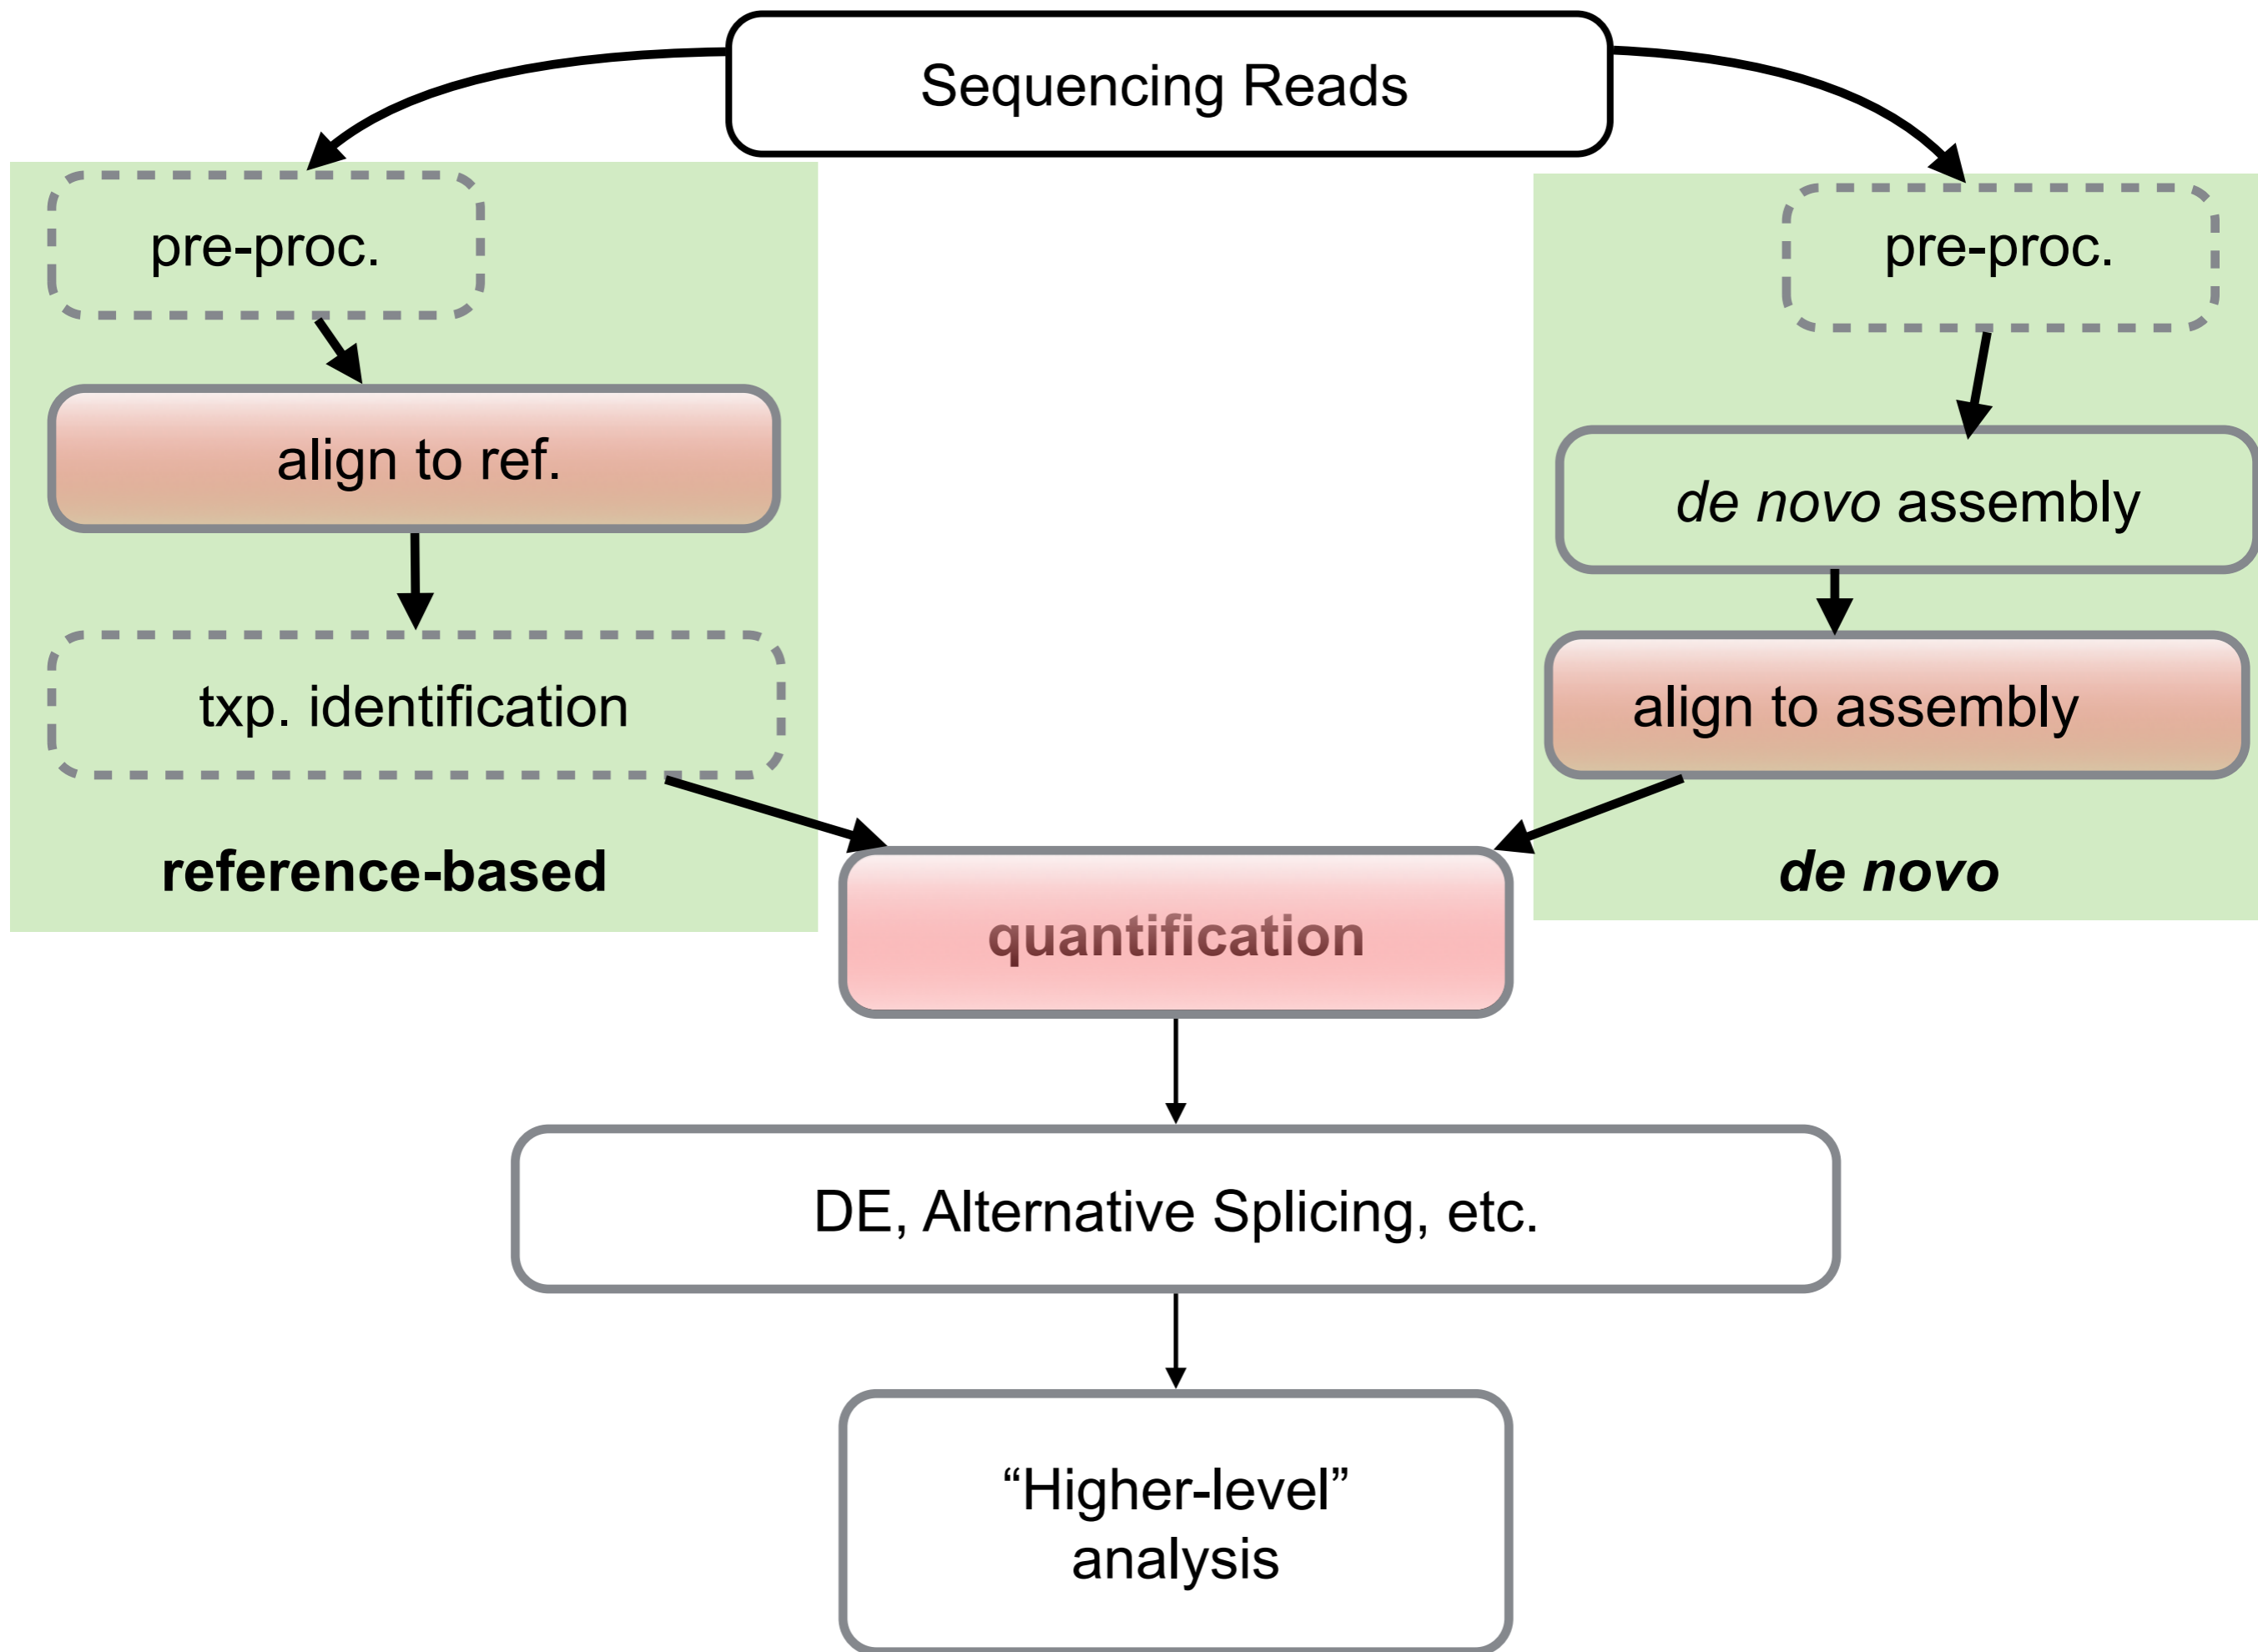 Sequencing Reads
pre-proc.
align to ref.
txp. identification
reference-based
pre-proc.
de novo assembly
align to assembly
de novo
quantification
DE, Alternative Splicing, etc.
“Higher-level”
analysis